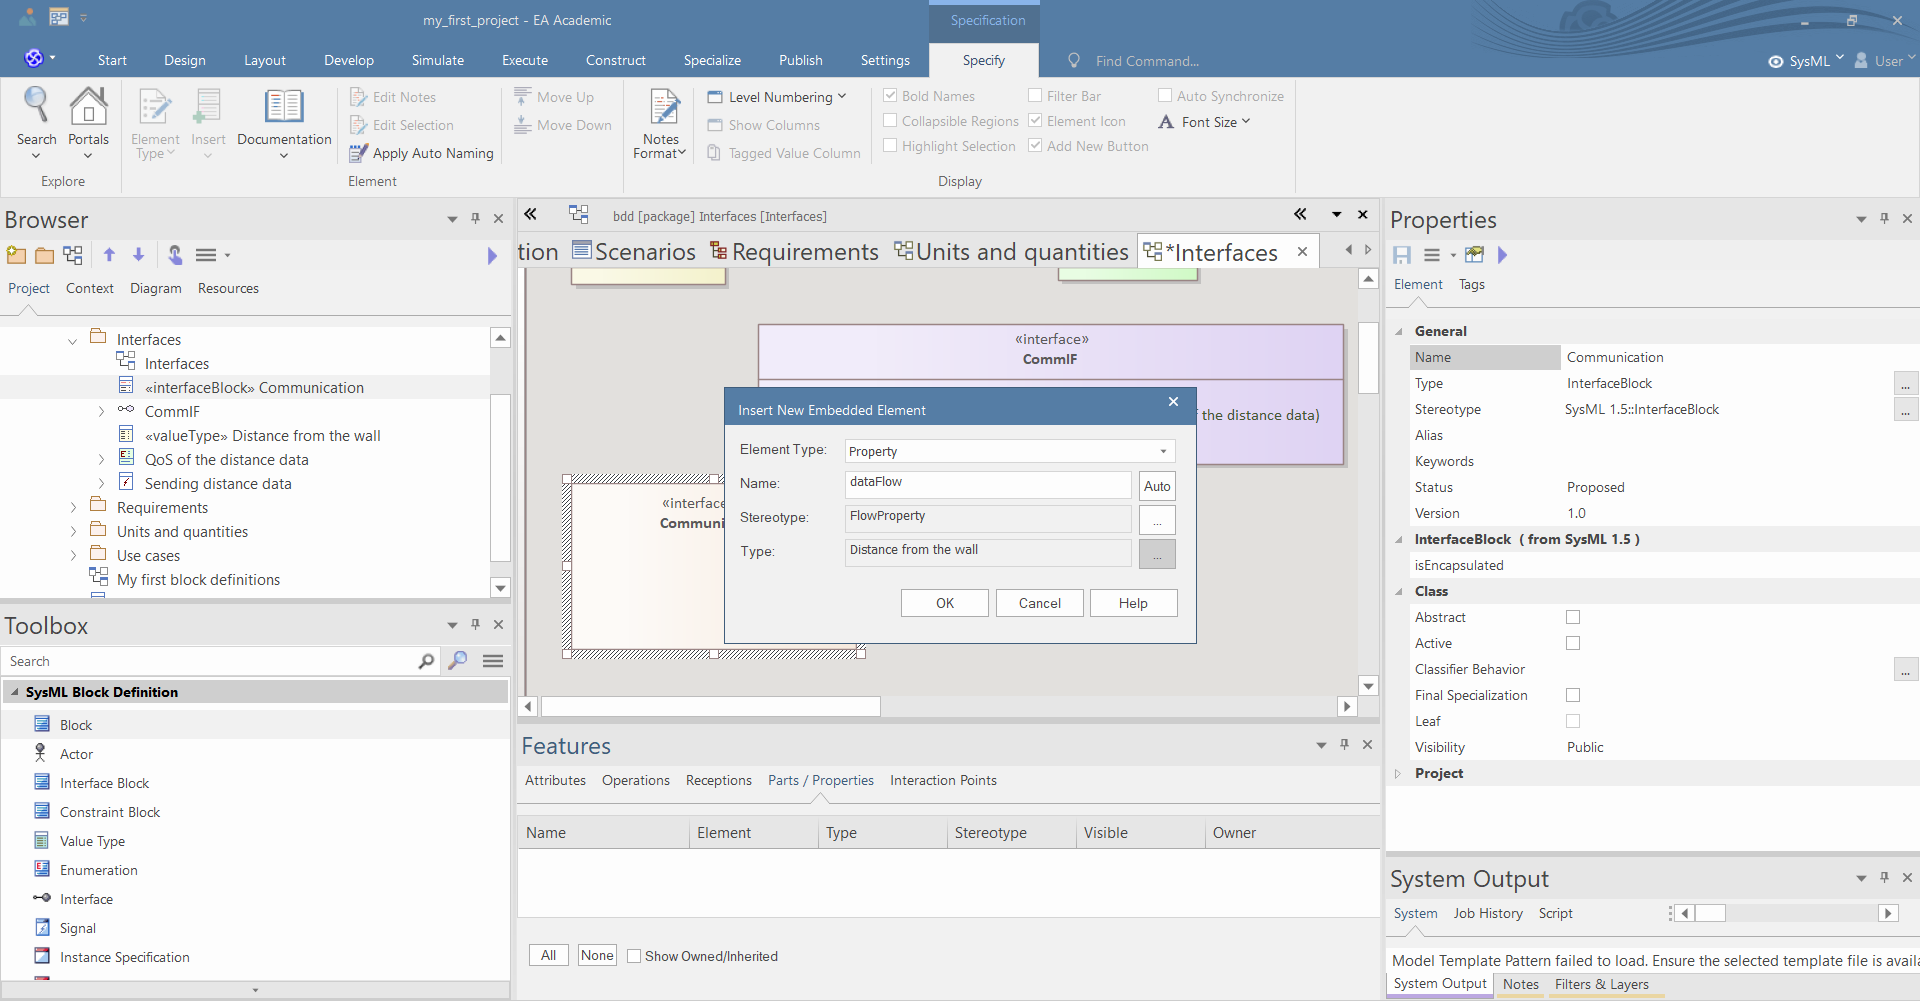 my_first_project - EA Academic
Specification
Start Design Layout Develop Simulate Execute Construct Specialize Publish Settings Specify Find Command... SysML User
Search
Portals
Explore
Element
Type
Insert
Documentation
Edit Notes
Edit Selection
Apply Auto Naming
Move Up
Move Down
Element
Notes
Format
Level Numbering
Show Columns
Tagged Value Column
Bold Names
Collapsible Regions
Highlight Selection
Filter Bar
Element Icon
Add New Button
Auto Synchronize
Font Size
Display
Browser
Project Context Diagram Resources
Interfaces
Interfaces
«interfaceBlock» Communication
CommIF
«valueType» Distance from the wall
QoS of the distance data
Sending distance data
Requirements
Units and quantities
Use cases
My first block definitions
Toolbox
Search
SysML Block Definition
Block
Actor
Interface Block
Constraint Block
Value Type
Enumeration
Interface
Signal
Instance Specification
bdd [package] Interfaces [Interfaces]
tion Scenarios Requirements Units and quantities *Interfaces
«interface»
CommIF
f the distance data)
«interface
Communi
Insert New Embedded Element
Element Type: Property
Name: dataFlow Auto
Stereotype: FlowProperty ...
Type: Distance from the wall ...
OK Cancel Help
Features
Attributes Operations Receptions Parts / Properties Interaction Points
Name Element Type Stereotype Visible Owner
All None Show Owned/Inherited
Properties
Element Tags
General
Name Communication
Type InterfaceBlock ...
Stereotype SysML 1.5::InterfaceBlock ...
Alias
Keywords
Status Proposed
Version 1.0
InterfaceBlock ( from SysML 1.5 )
isEncapsulated
Class
Abstract
Active
Classifier Behavior ...
Final Specialization
Leaf
Visibility Public
Project
System Output
System Job History Script
Model Template Pattern failed to load. Ensure the selected template file is availa
System Output Notes Filters & Layers